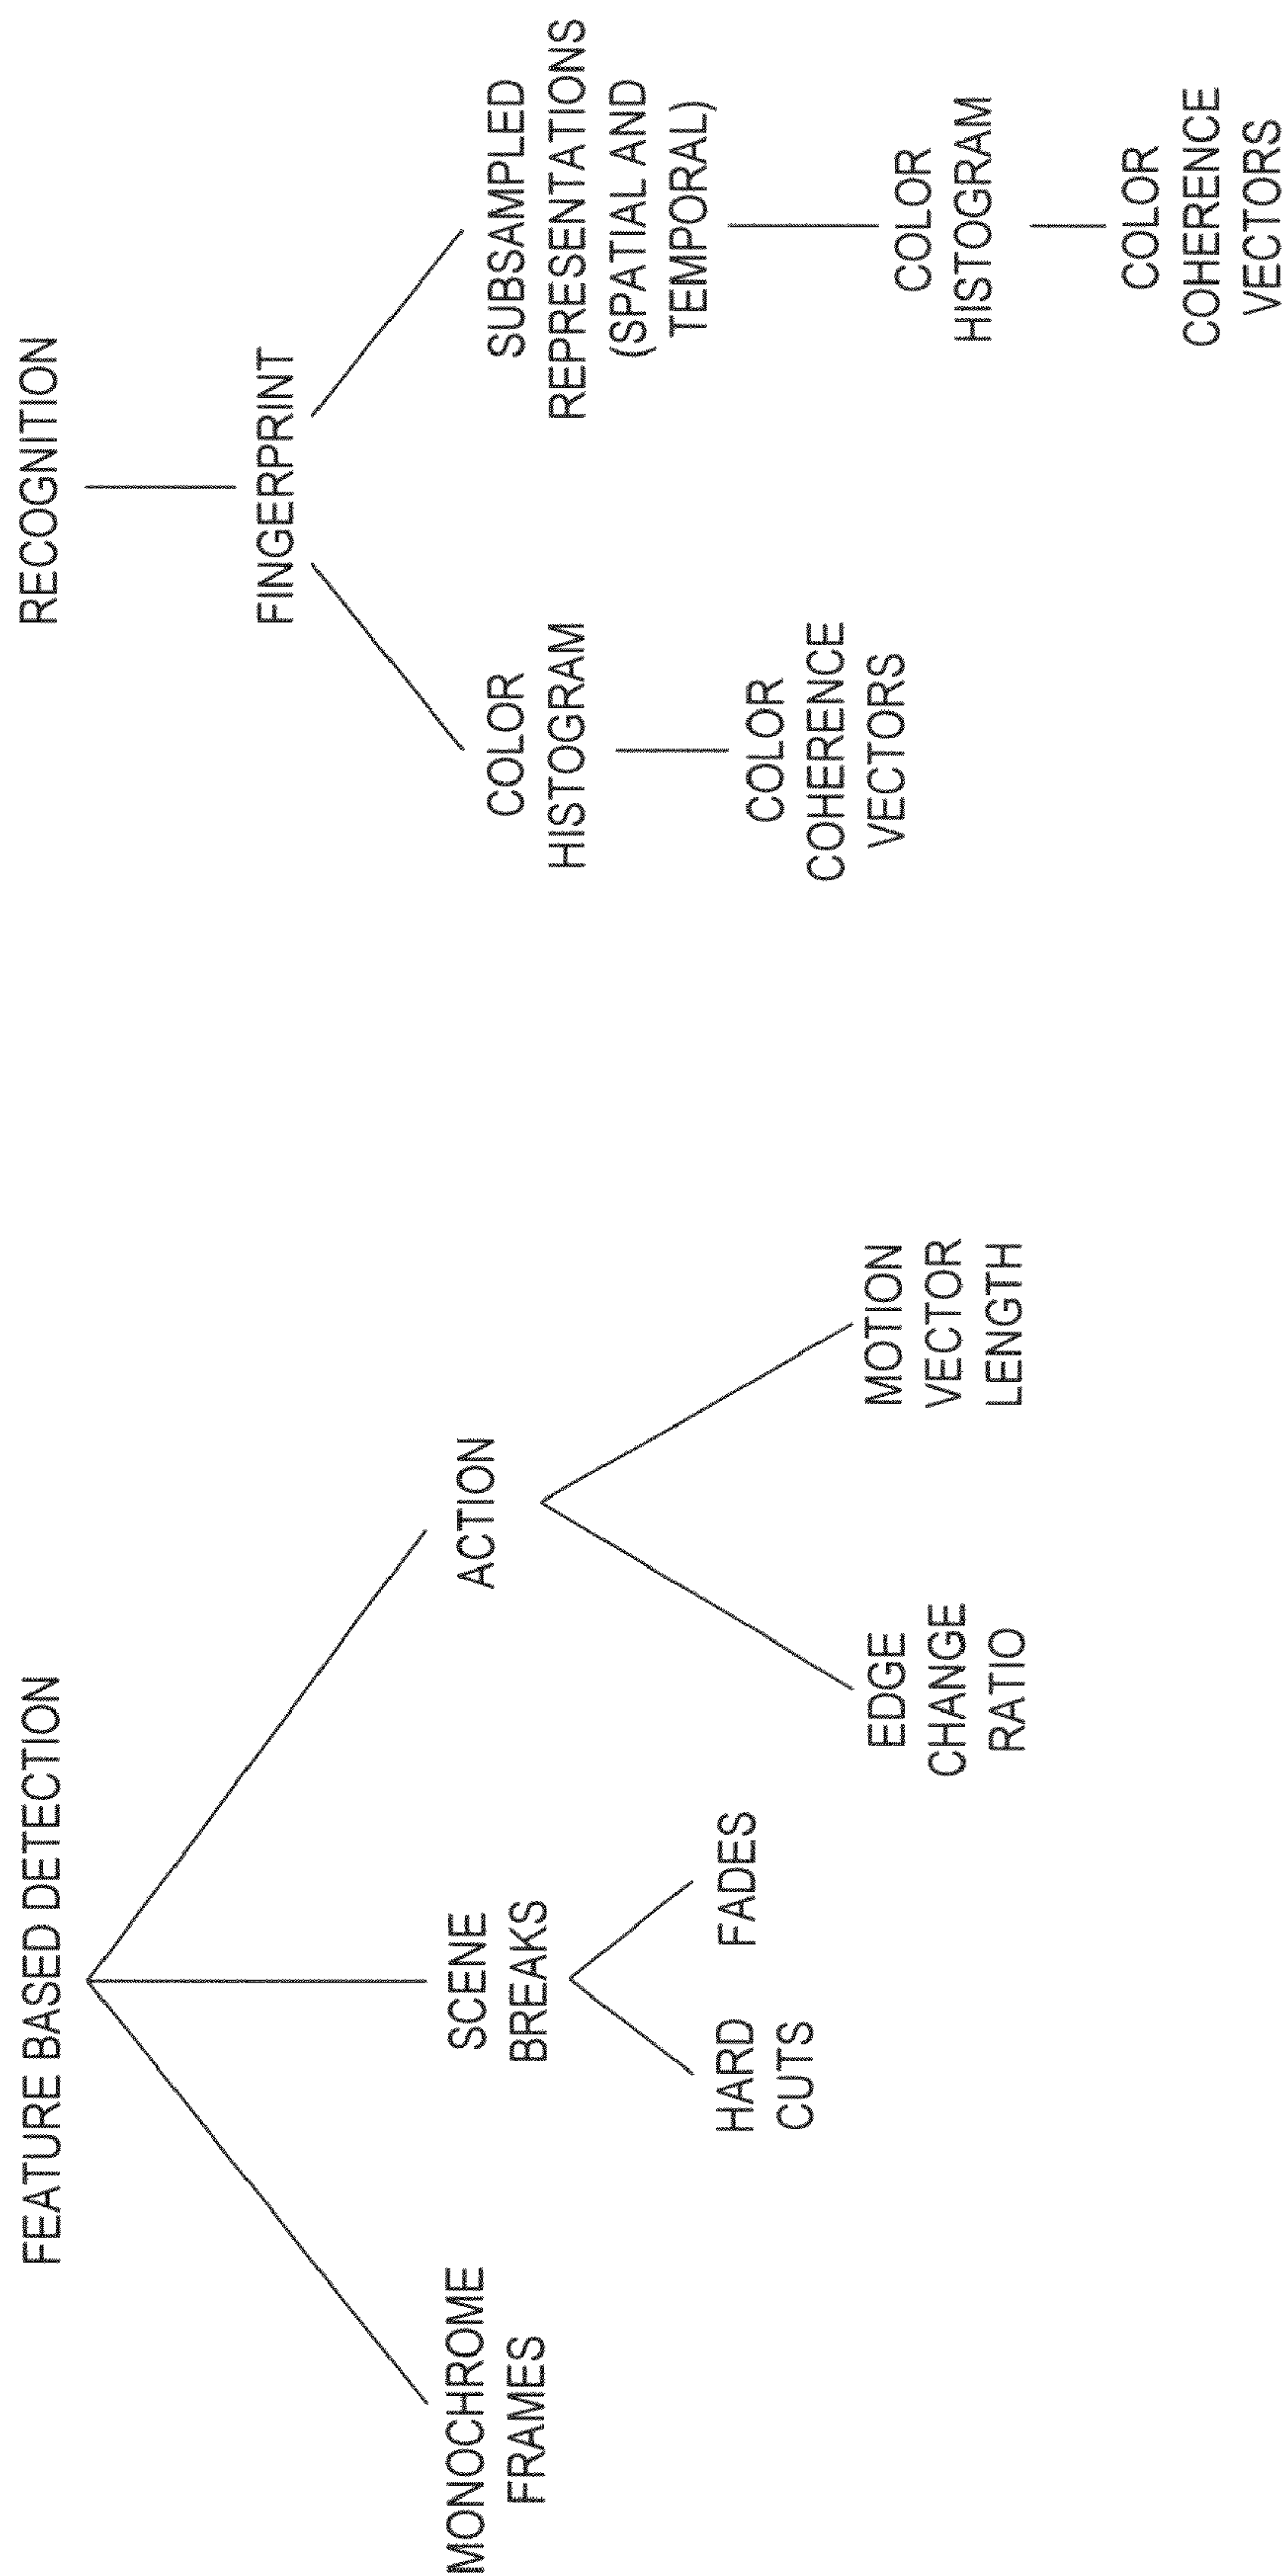 FEATURE BASED DETECTION
MONOCHROME
FRAMES
SCENE
BREAKS
HARD
CUTS
FADES
ACTION
EDGE
CHANGE
RATIO
MOTION
VECTOR
LENGTH
RECOGNITION
FINGERPRINT
COLOR
HISTOGRAM
COLOR
COHERENCE
VECTORS
SUBSAMPLED
REPRESENTATIONS
(SPATIAL AND
TEMPORAL)
COLOR
HISTOGRAM
COLOR
COHERENCE
VECTORS